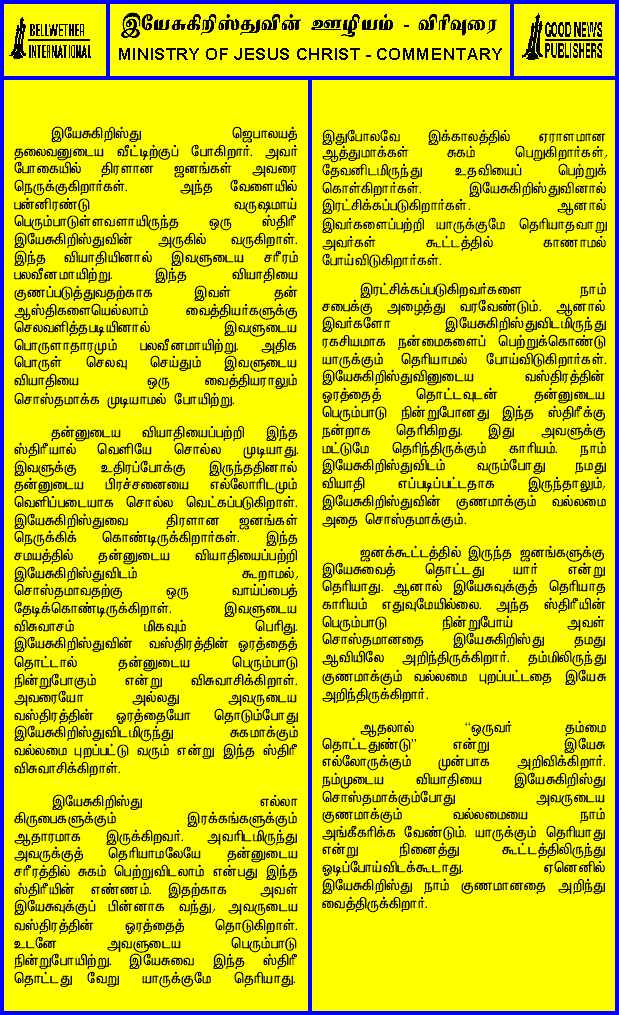 BELLWETHER
INTERNATIONAL
இயேசுகிறிஸ்துவின் ஊழியம் - விரிவுரை
MINISTRY OF JESUS CHRIST - COMMENTARY
GOOD NEWS
PUBLISHERS
இயேசுகிறிஸ்து ஜெபாலயத்
தலைவனுடைய வீட்டிற்குப் போகிறார். அவர்
போகையில் திரளான ஜனங்கள் அவரை
நெருக்குகிறார்கள். அந்த வேளையில்
பன்னிரண்டு வருஷமாய்
பெரும்பாடுள்ளவளாயிருந்த ஒரு ஸ்திரீ
இயேசுகிறிஸ்துவின் அருகில் வருகிறாள்.
இந்த வியாதியினால் இவளுடைய சரீரம்
பலவீனமாயிற்று. இந்த வியாதியை
குணப்படுத்துவதற்காக இவள் தன்
ஆஸ்திகளையெல்லாம் வைத்தியர்களுக்கு
செலவளித்தபடியினால் இவளுடைய
பொருளாதாரமும் பலவீனமாயிற்று. அதிக
பொருள் செலவு செய்தும் இவளுடைய
வியாதியை ஒரு வைத்தியராலும்
சொஸ்தமாக்க முடியாமல் போயிற்று.
தன்னுடைய வியாதியைப்பற்றி இந்த
ஸ்திரீயால் வெளியே சொல்ல முடியாது.
இவளுக்கு உதிரப்போக்கு இருந்ததினால்
தன்னுடைய பிரச்சனையை எல்லோரிடமும்
வெளிப்படையாக சொல்ல வெட்கப்படுகிறாள்.
இயேசுகிறிஸ்துவை திரளான ஜனங்கள்
நெருக்கிக் கொண்டிருக்கிறார்கள். இந்த
சமயத்தில் தன்னுடைய வியாதியைப்பற்றி
இயேசுகிறிஸ்துவிடம் கூறாமல்,
சொஸ்தமாவதற்கு ஒரு வாய்ப்பைத்
தேடிக்கொண்டிருக்கிறாள். இவளுடைய
விசுவாசம் மிகவும் பெரிது.
இயேசுகிறிஸ்துவின் வஸ்திரத்தின் ஓரத்தைத்
தொட்டால் தன்னுடைய பெரும்பாடு
நின்றுபோகும் என்று விசுவாசிக்கிறாள்.
அவரையோ அல்லது அவருடைய
வஸ்திரத்தின் ஓரத்தையோ தொடும்போது
இயேசுகிறிஸ்துவிடமிருந்து சுகமாக்கும்
வல்லமை புறப்பட்டு வரும் என்று இந்த ஸ்திரீ
விசுவாசிக்கிறாள்.
இயேசுகிறிஸ்து எல்லா
கிருபைகளுக்கும் இரக்கங்களுக்கும்
ஆதாரமாக இருக்கிறவர். அவரிடமிருந்து
அவருக்குத் தெரியாமலேயே தன்னுடைய
சரீரத்தில் சுகம் பெற்றுவிடலாம் என்பது இந்த
ஸ்திரீயின் எண்ணம். இதற்காக அவள்
இயேசுவுக்குப் பின்னாக வந்து, அவருடைய
வஸ்திரத்தின் ஓரத்தைத் தொடுகிறாள்.
உடனே அவளுடைய பெரும்பாடு
நின்றுபோயிற்று. இயேசுவை இந்த ஸ்திரீ
தொட்டது வேறு யாருக்குமே தெரியாது.
இதுபோலவே இக்காலத்தில் ஏராளமான
ஆத்துமாக்கள் சுகம் பெறுகிறார்கள்,
தேவனிடமிருந்து உதவியைப் பெற்றுக்
கொள்கிறார்கள். இயேசுகிறிஸ்துவினால்
இரட்சிக்கப்படுகிறார்கள். ஆனால்
இவர்களைப்பற்றி யாருக்குமே தெரியாதவாறு
அவர்கள் கூட்டத்தில் காணாமல்
போய்விடுகிறார்கள்.
இரட்சிக்கப்படுகிறவர்களை நாம்
சபைக்கு அழைத்து வரவேண்டும். ஆனால்
இவர்களோ இயேசுகிறிஸ்துவிடமிருந்து
ரகசியமாக நன்மைகளைப் பெற்றுக்கொண்டு
யாருக்கும் தெரியாமல் போய்விடுகிறார்கள்.
இயேசுகிறிஸ்துவினுடைய வஸ்திரத்தின்
ஓரத்தைத் தொட்டவுடன் தன்னுடைய
பெரும்பாடு நின்றுபோனது இந்த ஸ்திரீக்கு
நன்றாக தெரிகிறது. இது அவளுக்கு
மட்டுமே தெரிந்திருக்கும் காரியம். நாம்
இயேசுகிறிஸ்துவிடம் வரும்போது நமது
வியாதி எப்படிப்பட்டதாக இருந்தாலும்,
இயேசுகிறிஸ்துவின் குணமாக்கும் வல்லமை
அதை சொஸ்தமாக்கும்.
ஜனக்கூட்டத்தில் இருந்த ஜனங்களுக்கு
இயேசுவைத் தொட்டது யார் என்று
தெரியாது. ஆனால் இயேசுவுக்குத் தெரியாத
காரியம் எதுவுமேயில்லை. அந்த ஸ்திரீயின்
பெரும்பாடு நின்றுபோய் அவள்
சொஸ்தமானதை இயேசுகிறிஸ்து தமது
ஆவியிலே அறிந்திருக்கிறார். தம்மிலிருந்து
குணமாக்கும் வல்லமை புறப்பட்டதை இயேசு
அறிந்திருக்கிறார்.
ஆதலால் “ஒருவர் தம்மை
தொட்டதுண்டு” என்று இயேசு
எல்லோருக்கும் முன்பாக அறிவிக்கிறார்.
நம்முடைய வியாதியை இயேசுகிறிஸ்து
சொஸ்தமாக்கும்போது அவருடைய
குணமாக்கும் வல்லமையை நாம்
அங்கீகரிக்க வேண்டும். யாருக்கும் தெரியாது
என்று நினைத்து கூட்டத்திலிருந்து
ஓடிப்போய்விடக்கூடாது. ஏனெனில்
இயேசுகிறிஸ்து நாம் குணமானதை அறிந்து
வைத்திருக்கிறார்.